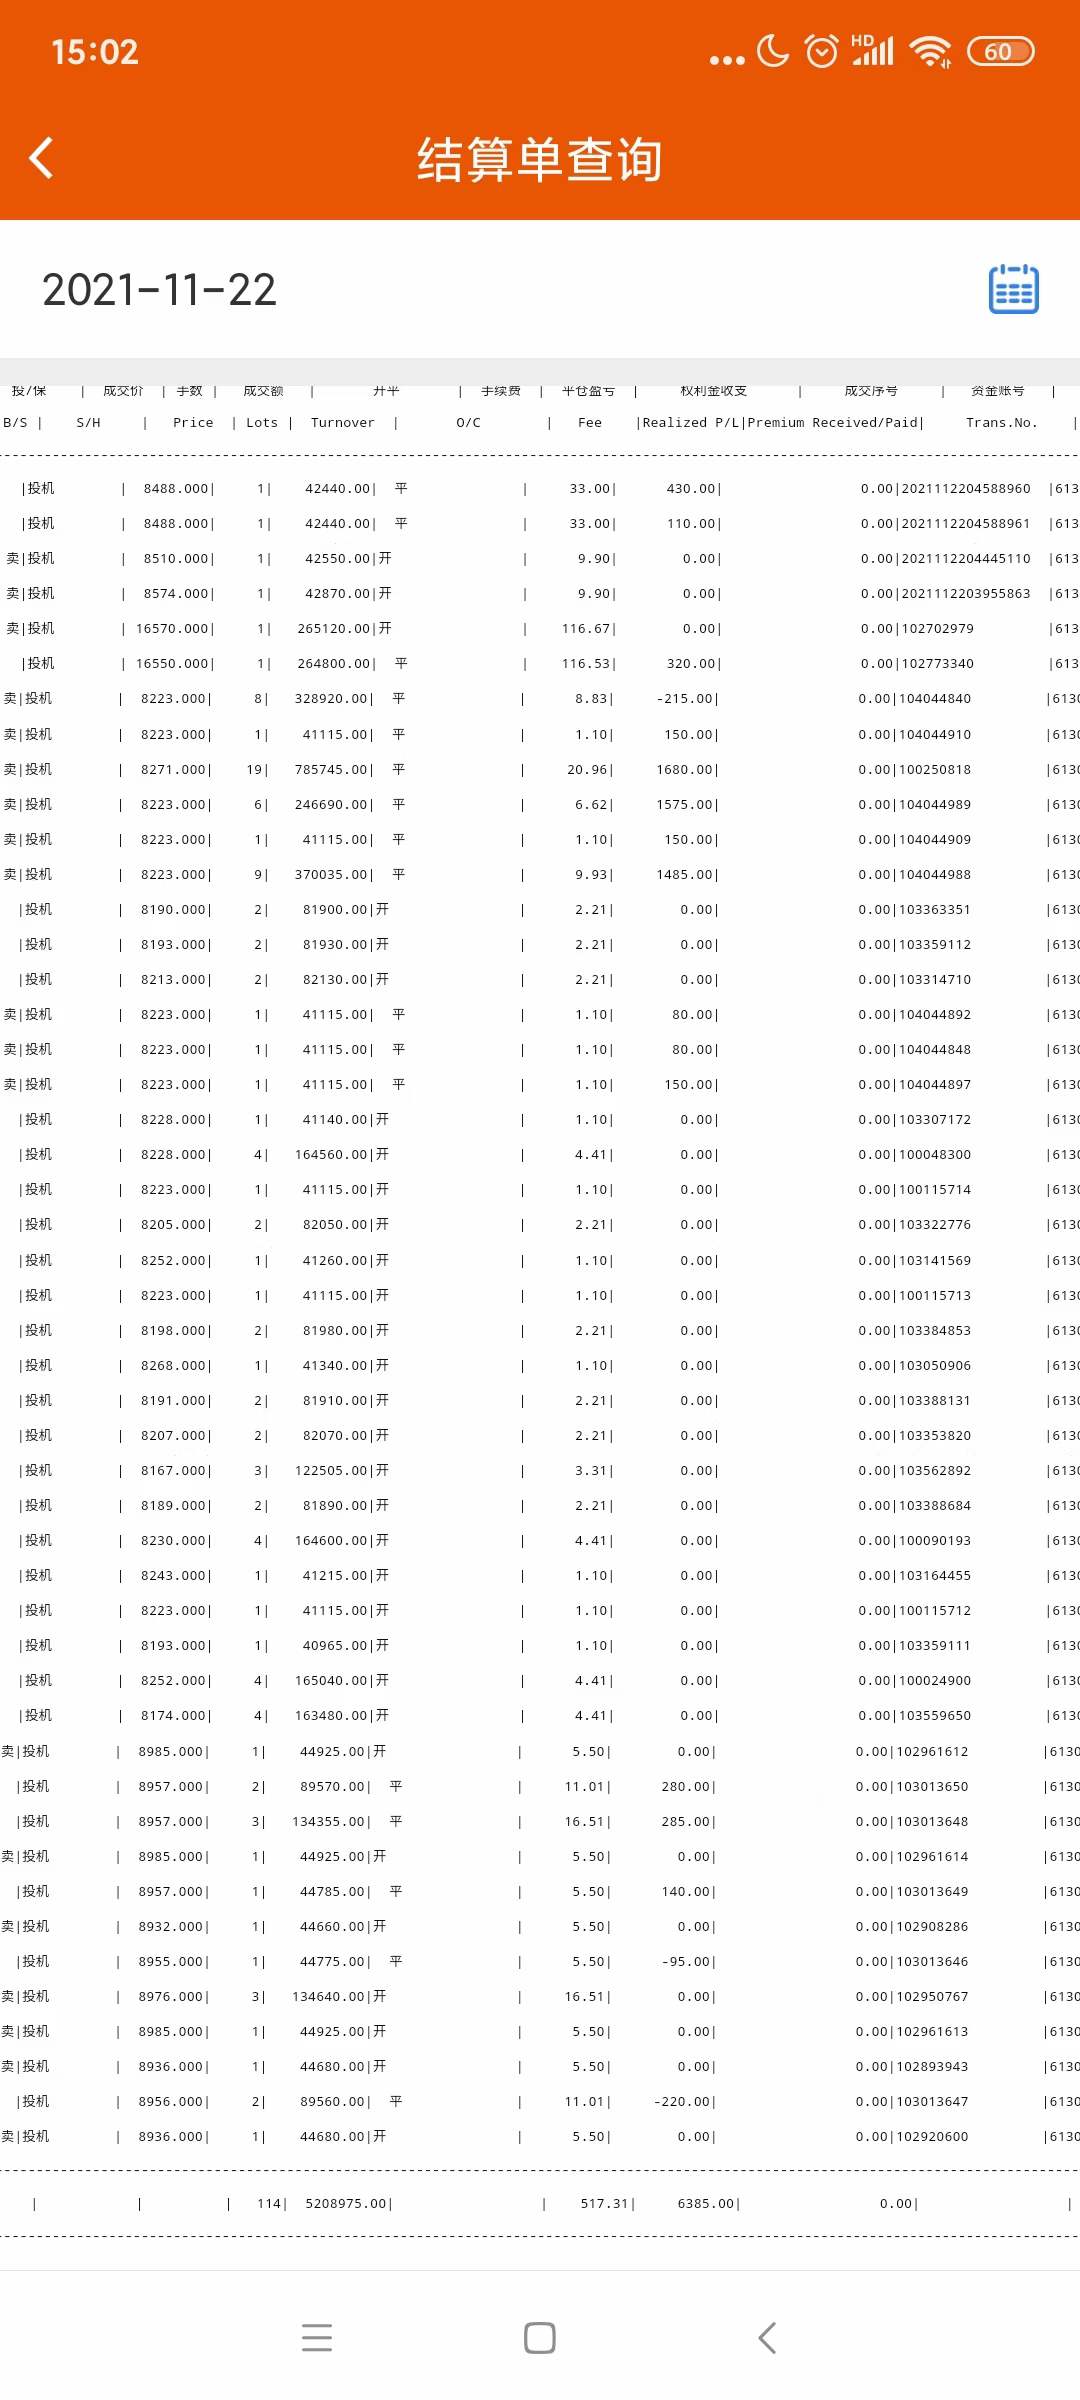 15:02 ... HD 60
结算单查询
2021-11-22
投/保 | 成交价 | 手数 | 成交额 | 开平 | 手续费 | 平仓盈亏 | 权利金收支 | 成交序号 | 资金账号 |
B/S | S/H | Price | Lots | Turnover | O/C | Fee |Realized P/L|Premium Received/Paid| Trans.No. |
|投机 | 8488.000| 1| 42440.00| 平 | 33.00| 430.00| 0.00|2021112204588960 |613
|投机 | 8488.000| 1| 42440.00| 平 | 33.00| 110.00| 0.00|2021112204588961 |613
卖|投机 | 8510.000| 1| 42550.00|开 | 9.90| 0.00| 0.00|2021112204445110 |613
卖|投机 | 8574.000| 1| 42870.00|开 | 9.90| 0.00| 0.00|2021112203955863 |613
卖|投机 | 16570.000| 1| 265120.00|开 | 116.67| 0.00| 0.00|102702979 |613
|投机 | 16550.000| 1| 264800.00| 平 | 116.53| 320.00| 0.00|102773340 |613
卖|投机 | 8223.000| 8| 328920.00| 平 | 8.83| -215.00| 0.00|104044840 |6130
卖|投机 | 8223.000| 1| 41115.00| 平 | 1.10| 150.00| 0.00|104044910 |6130
卖|投机 | 8271.000| 19| 785745.00| 平 | 20.96| 1680.00| 0.00|100250818 |6130
卖|投机 | 8223.000| 6| 246690.00| 平 | 6.62| 1575.00| 0.00|104044989 |6130
卖|投机 | 8223.000| 1| 41115.00| 平 | 1.10| 150.00| 0.00|104044909 |6130
卖|投机 | 8223.000| 9| 370035.00| 平 | 9.93| 1485.00| 0.00|104044988 |6130
|投机 | 8190.000| 2| 81900.00|开 | 2.21| 0.00| 0.00|103363351 |6130
|投机 | 8193.000| 2| 81930.00|开 | 2.21| 0.00| 0.00|103359112 |6130
|投机 | 8213.000| 2| 82130.00|开 | 2.21| 0.00| 0.00|103314710 |6130
卖|投机 | 8223.000| 1| 41115.00| 平 | 1.10| 80.00| 0.00|104044892 |6130
卖|投机 | 8223.000| 1| 41115.00| 平 | 1.10| 80.00| 0.00|104044848 |6130
卖|投机 | 8223.000| 1| 41115.00| 平 | 1.10| 150.00| 0.00|104044897 |6130
|投机 | 8228.000| 1| 41140.00|开 | 1.10| 0.00| 0.00|103307172 |6130
|投机 | 8228.000| 4| 164560.00|开 | 4.41| 0.00| 0.00|100048300 |6130
|投机 | 8223.000| 1| 41115.00|开 | 1.10| 0.00| 0.00|100115714 |6130
|投机 | 8205.000| 2| 82050.00|开 | 2.21| 0.00| 0.00|103322776 |6130
|投机 | 8252.000| 1| 41260.00|开 | 1.10| 0.00| 0.00|103141569 |6130
|投机 | 8223.000| 1| 41115.00|开 | 1.10| 0.00| 0.00|100115713 |6130
|投机 | 8198.000| 2| 81980.00|开 | 2.21| 0.00| 0.00|103384853 |6130
|投机 | 8268.000| 1| 41340.00|开 | 1.10| 0.00| 0.00|103050906 |6130
|投机 | 8191.000| 2| 81910.00|开 | 2.21| 0.00| 0.00|103388131 |6130
|投机 | 8207.000| 2| 82070.00|开 | 2.21| 0.00| 0.00|103353820 |6130
|投机 | 8167.000| 3| 122505.00|开 | 3.31| 0.00| 0.00|103562892 |6130
|投机 | 8189.000| 2| 81890.00|开 | 2.21| 0.00| 0.00|103388684 |6130
|投机 | 8230.000| 4| 164600.00|开 | 4.41| 0.00| 0.00|100090193 |6130
|投机 | 8243.000| 1| 41215.00|开 | 1.10| 0.00| 0.00|103164455 |6130
|投机 | 8223.000| 1| 41115.00|开 | 1.10| 0.00| 0.00|100115712 |6130
|投机 | 8193.000| 1| 40965.00|开 | 1.10| 0.00| 0.00|103359111 |6130
|投机 | 8252.000| 4| 165040.00|开 | 4.41| 0.00| 0.00|100024900 |6130
|投机 | 8174.000| 4| 163480.00|开 | 4.41| 0.00| 0.00|103559650 |6130
卖|投机 | 8985.000| 1| 44925.00|开 | 5.50| 0.00| 0.00|102961612 |6130
|投机 | 8957.000| 2| 89570.00| 平 | 11.01| 280.00| 0.00|103013650 |6130
|投机 | 8957.000| 3| 134355.00| 平 | 16.51| 285.00| 0.00|103013648 |6130
卖|投机 | 8985.000| 1| 44925.00|开 | 5.50| 0.00| 0.00|102961614 |6130
|投机 | 8957.000| 1| 44785.00| 平 | 5.50| 140.00| 0.00|103013649 |6130
卖|投机 | 8932.000| 1| 44660.00|开 | 5.50| 0.00| 0.00|102908286 |6130
|投机 | 8955.000| 1| 44775.00| 平 | 5.50| -95.00| 0.00|103013646 |6130
卖|投机 | 8976.000| 3| 134640.00|开 | 16.51| 0.00| 0.00|102950767 |6130
卖|投机 | 8985.000| 1| 44925.00|开 | 5.50| 0.00| 0.00|102961613 |6130
卖|投机 | 8936.000| 1| 44680.00|开 | 5.50| 0.00| 0.00|102893943 |6130
|投机 | 8956.000| 2| 89560.00| 平 | 11.01| -220.00| 0.00|103013647 |6130
卖|投机 | 8936.000| 1| 44680.00|开 | 5.50| 0.00| 0.00|102920600 |6130
| | | 114| 5208975.00| | 517.31| 6385.00| 0.00| |